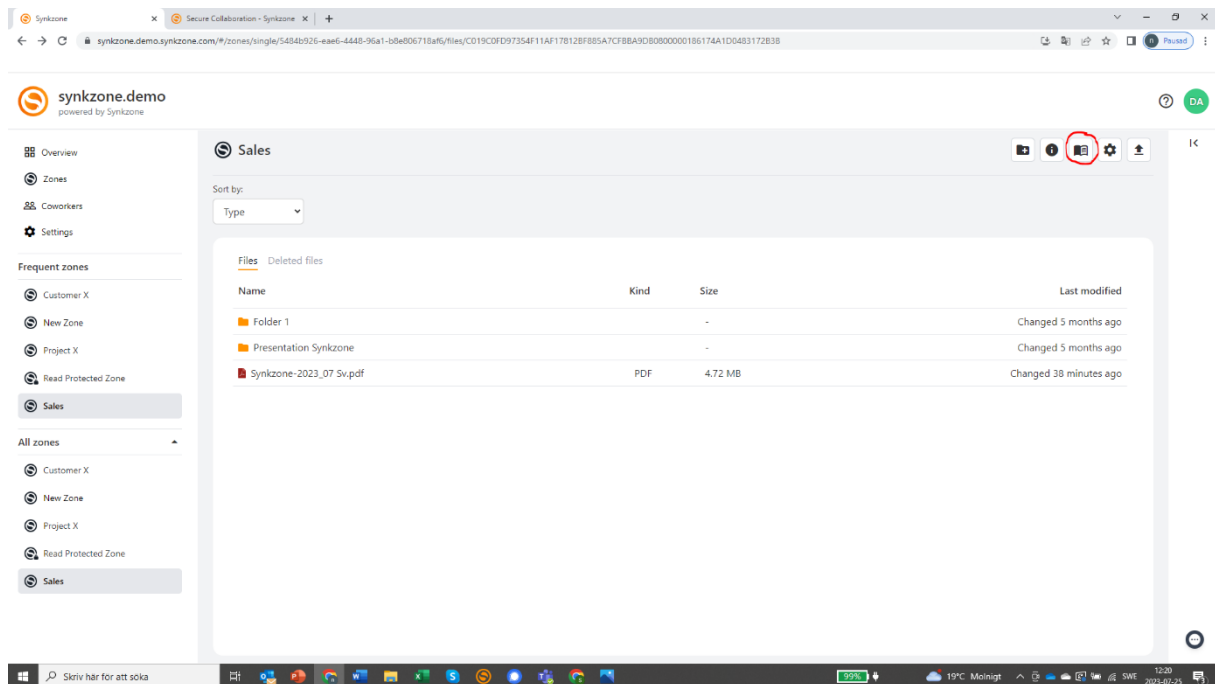 Synkzone
Secure Collaboration - Synkzone
synkzone.demo.synkzone.com/#/zones/single/5484b926-eae6-4448-96a1-b8e806718af6/files/C019C0FD97354F11AF17812BF885A7CFBBA9D80800000186174A1D0483172B3B
n Pausad
synkzone.demo
powered by Synkzone
DA
Overview
Zones
Coworkers
Settings
Frequent zones
Customer X
New Zone
Project X
Read Protected Zone
Sales
All zones
Customer X
New Zone
Project X
Read Protected Zone
Sales
Sales
Sort by:
Type
Files Deleted files
Name Kind Size Last modified
Folder 1 - Changed 5 months ago
Presentation Synkzone - Changed 5 months ago
Synkzone-2023_07 Sv.pdf PDF 4.72 MB Changed 38 minutes ago
Skriv här för att söka
99%
19°C Molnigt
SWE
12:20
2023-07-25